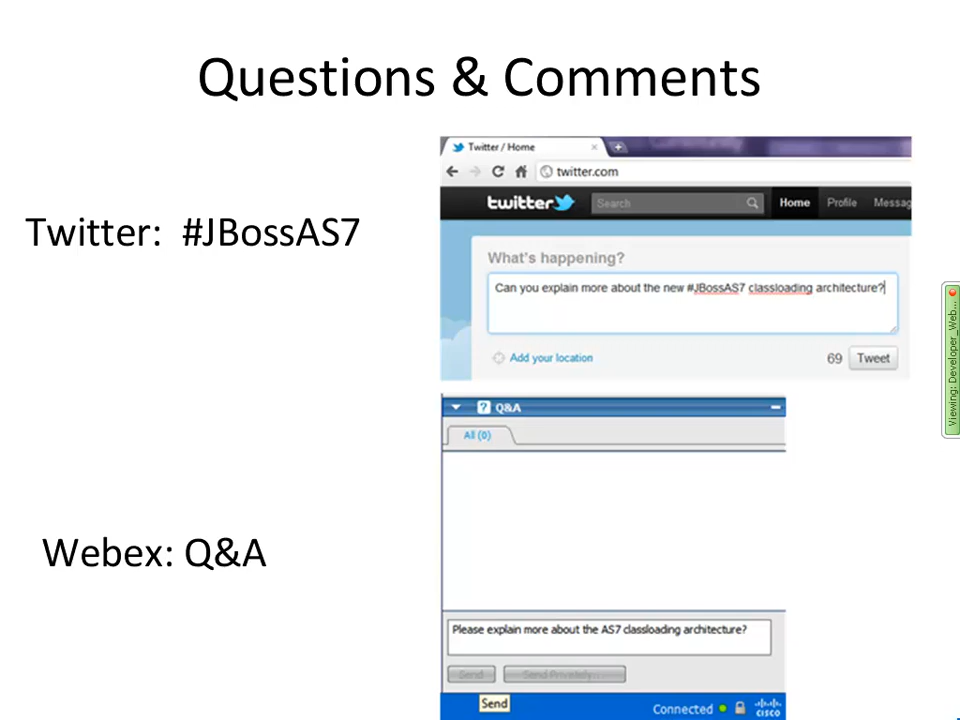 Questions & Comments
Twitter / Home
twitter.com
Twitter: #JBossAS7
twitter
Search
Home
Profile
Messag
What's happening?
Can you explain more about the new #JBossAS7 classloading architecture?
Add your location
69
Tweet
Viewing: Developer_Web...
? Q&A
All (0)
Webex: Q&A
Please explain more about the AS7 classloading architecture?
Send
Send Privately...
Send
Connected
CISCO